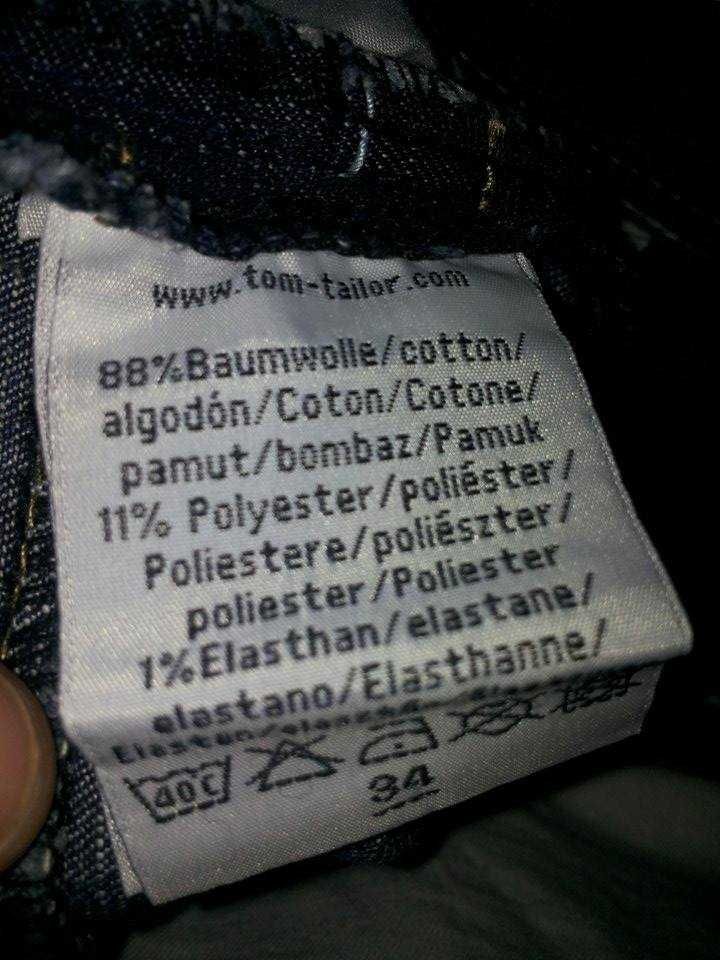 www.tom-tailor.com
88%Baumwolle/cotton/
algodón/Coton/Cotone/
pamut/bombaz/Pamuk
11% Polyester/poliéster/
Poliestere/poliészter/
poliester/Poliester
1%Elasthan/elastane/
elastano/Elasthanne/
40C
34